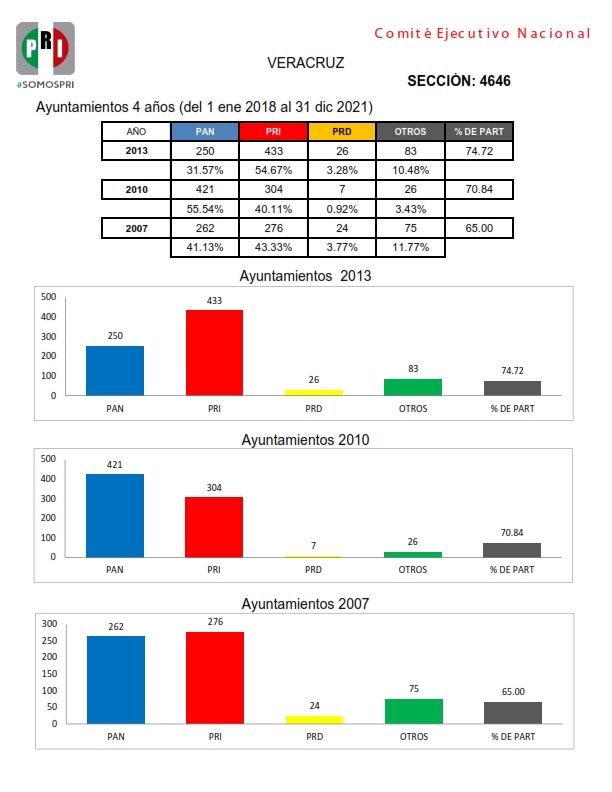 PRI
#SOMOSPRI
Comité Ejecutivo Nacional
VERACRUZ
SECCIÓN: 4646
Ayuntamientos 4 años (del 1 ene 2018 al 31 dic 2021)
AÑO PAN PRI PRD OTROS % DE PART
2013 250 433 26 83 74.72
31.57% 54.67% 3.28% 10.48%
2010 421 304 7 26 70.84
55.54% 40.11% 0.92% 3.43%
2007 262 276 24 75 65.00
41.13% 43.33% 3.77% 11.77%
Ayuntamientos 2013
500
400
300
200
100
0
250 433 26 83 74.72
PAN PRI PRD OTROS % DE PART
Ayuntamientos 2010
500
400
300
200
100
0
421 304 7 26 70.84
PAN PRI PRD OTROS % DE PART
Ayuntamientos 2007
300
250
200
150
100
50
0
262 276 24 75 65.00
PAN PRI PRD OTROS % DE PART